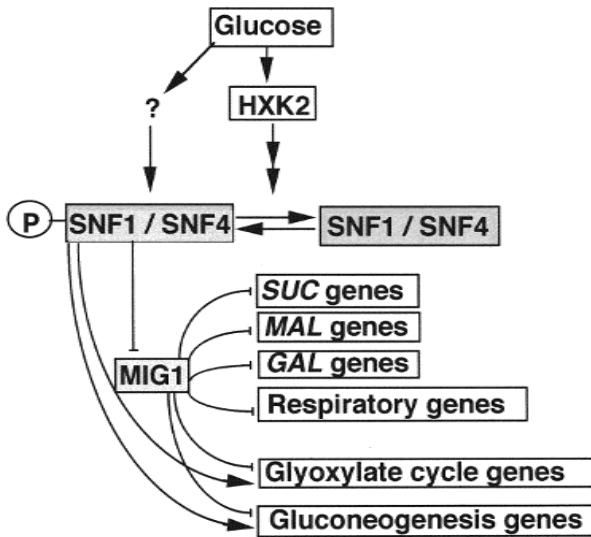 Glucose
?
HXK2
P
SNF1 / SNF4
SNF1 / SNF4
SUC genes
MAL genes
MIG1
GAL genes
Respiratory genes
Glyoxylate cycle genes
Gluconeogenesis genes